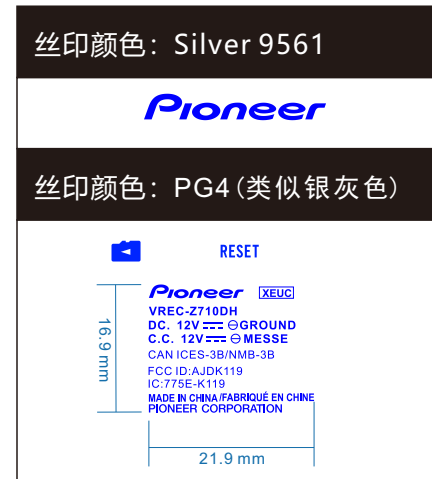 丝印颜色：Silver 9561
Pioneer
丝印颜色：PG4(类似银灰色)
RESET
Pioneer XEUC
VREC-Z710DH
DC. 12V ⎓ ⊖GROUND
C.C. 12V ⎓ ⊖MESSE
CAN ICES-3B/NMB-3B
FCC ID:AJDK119
IC:775E-K119
MADE IN CHINA/FABRIQUÉ EN CHINE
PIONEER CORPORATION
16.9 mm
21.9 mm